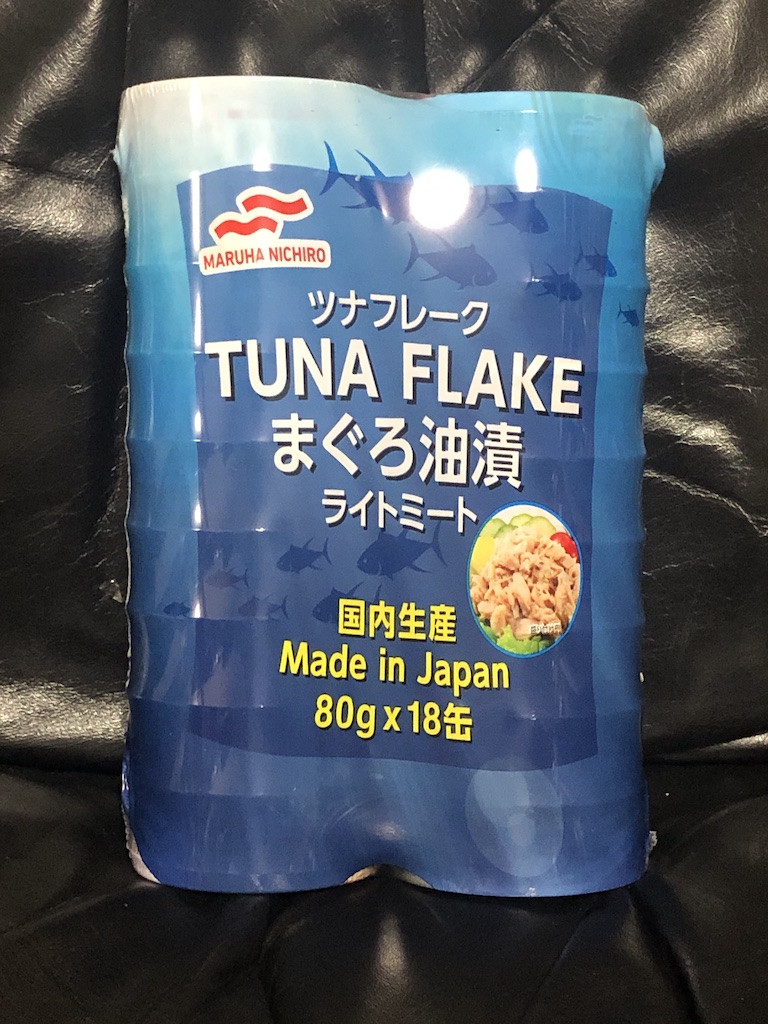 MARUHA NICHIRO
ツナフレーク
TUNA FLAKE
まぐろ油漬
ライトミート
国内生産
Made in Japan
80g x 18缶